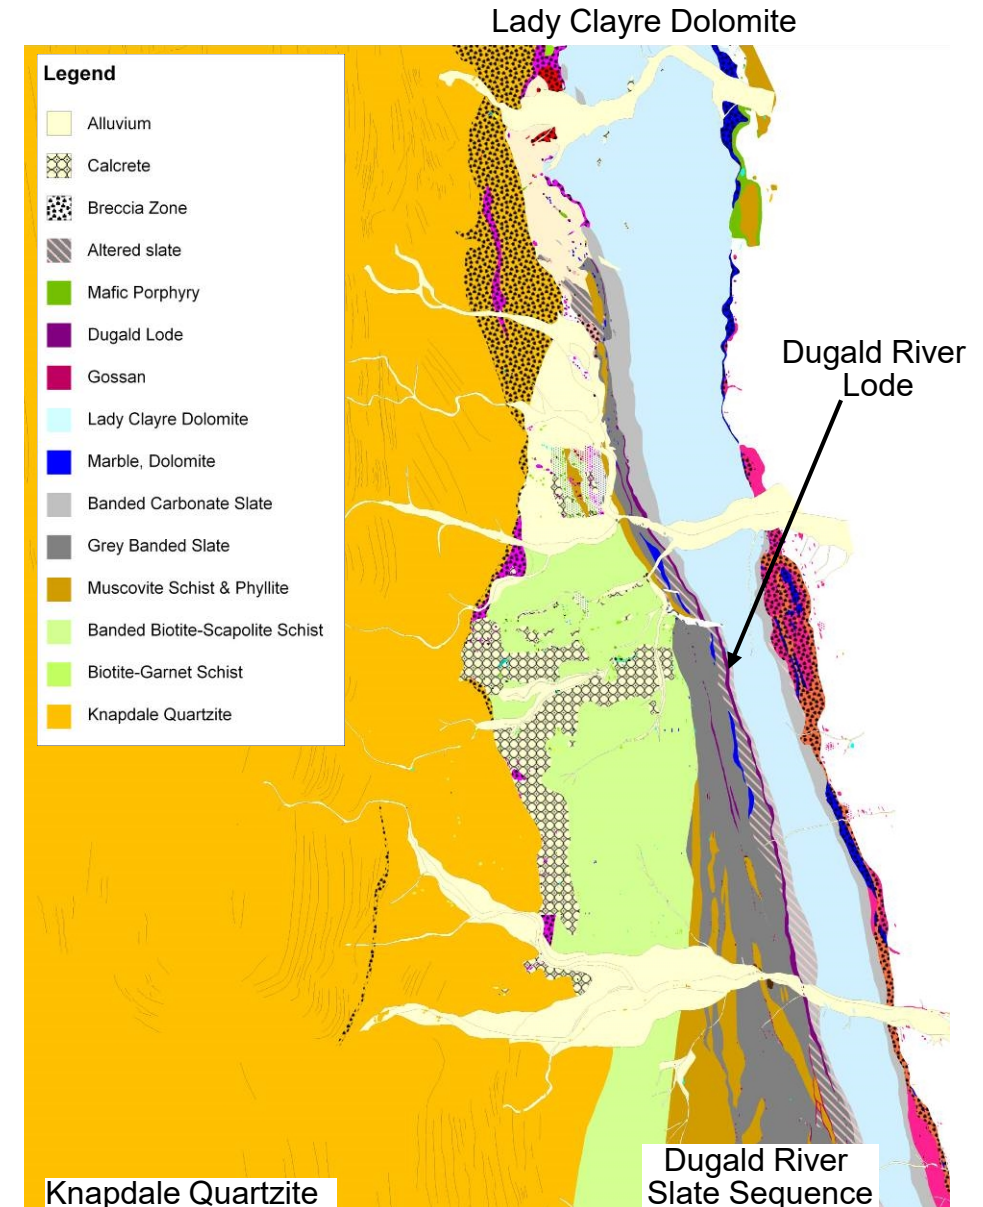 Lady Clayre Dolomite
Legend
Alluvium
Calcrete
Breccia Zone
Altered slate
Mafic Porphyry
Dugald Lode
Gossan
Lady Clayre Dolomite
Marble, Dolomite
Banded Carbonate Slate
Grey Banded Slate
Muscovite Schist & Phyllite
Banded Biotite-Scapolite Schist
Biotite-Garnet Schist
Knapdale Quartzite
Dugald River
Lode
Knapdale Quartzite
Dugald River
Slate Sequence